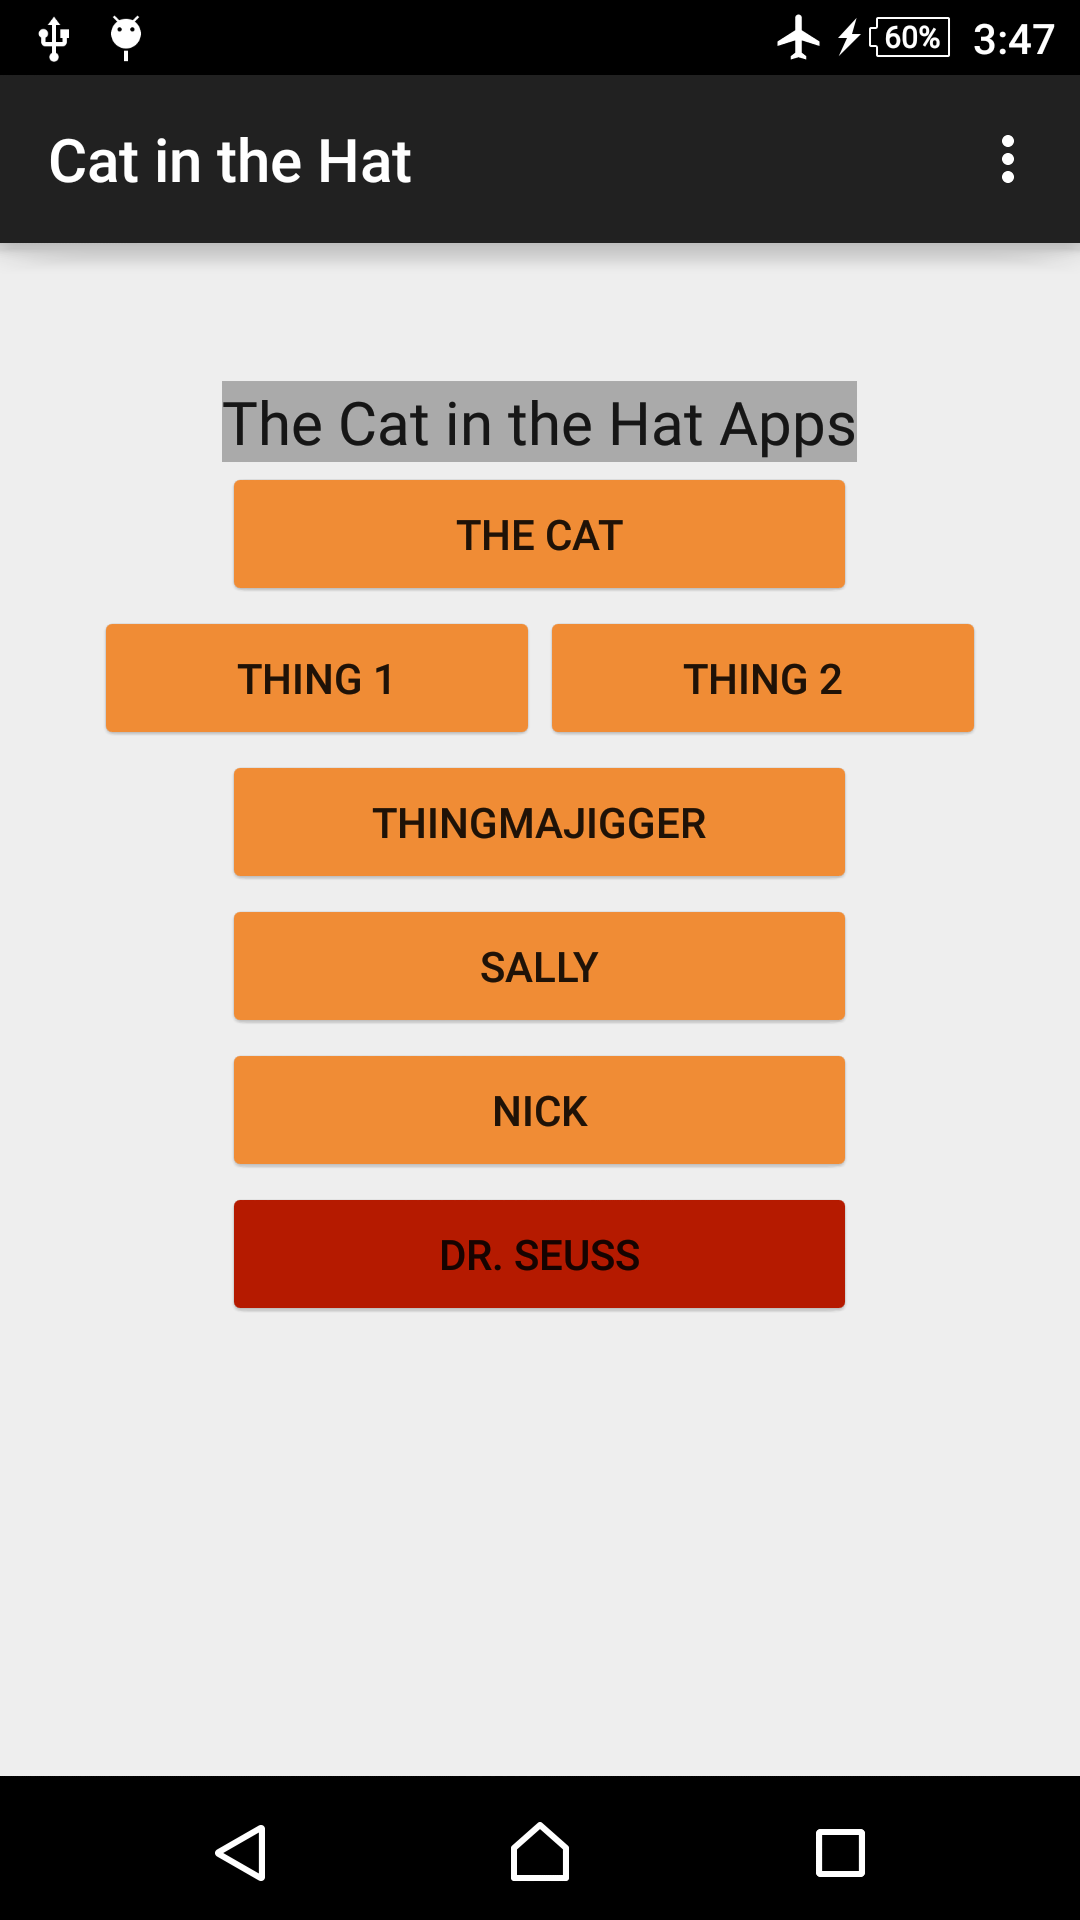 60% 3:47
Cat in the Hat
The Cat in the Hat Apps
THE CAT
THING 1 THING 2
THINGMAJIGGER
SALLY
NICK
DR. SEUSS